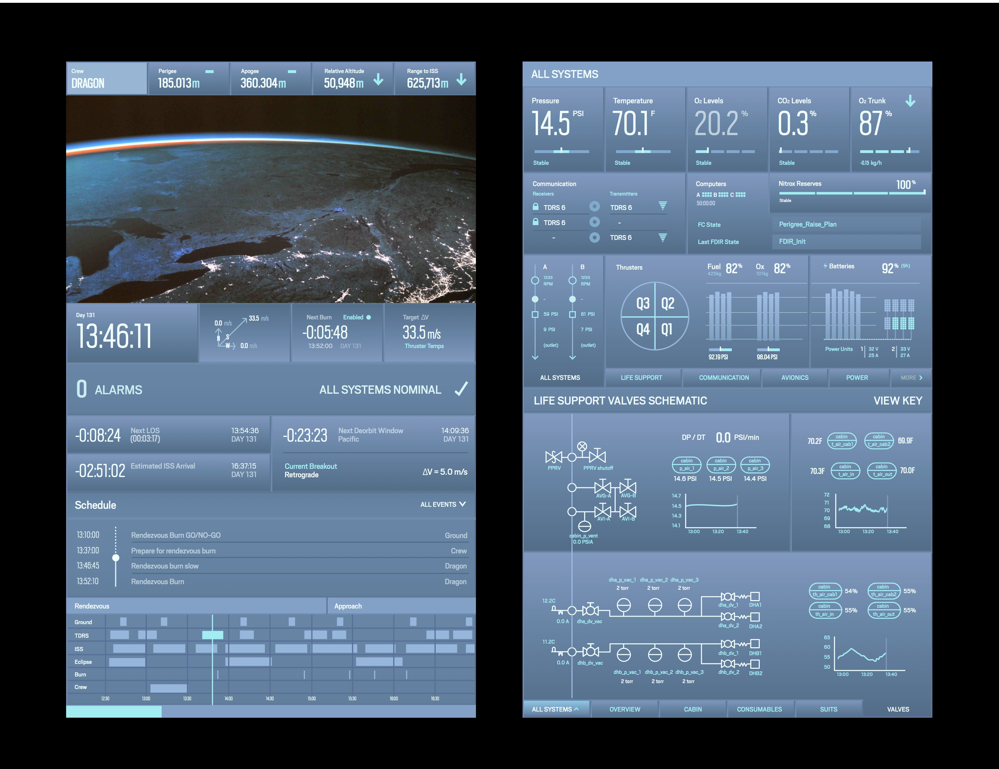 Crew
DRAGON
Perigee
185.013m
Apogee
360.304m
Relative Altitude
50,948m
Range to ISS
625,713m
Day 131
13:46:11
33.5 m/s
0.0 m/s
N S
W 0.0 m/s
Next Burn Enabled
-0:05:48
13:52:00 DAY 131
Target ΔV
33.5 m/s
Thruster Temps
0 ALARMS
ALL SYSTEMS NOMINAL
-0:08:24 Next LOS 13:54:36
(00:03:17) DAY 131
-02:51:02 Estimated ISS Arrival 16:37:15
DAY 131
-0:23:23 Next Deorbit Window 14:09:36
Pacific DAY 131
Current Breakout
Retrograde
ΔV = 5.0 m/s
Schedule ALL EVENTS
13:10:00 Rendezvous Burn GO/NO-GO Ground
13:37:00 Prepare for rendezvous burn Crew
13:46:45 Rendezvous burn slow Dragon
13:52:10 Rendezvous Burn Dragon
Rendezvous Approach
Ground
TDRS
ISS
Eclipse
Burn
Crew
12:30 13:00 13:30 14:00 14:30 15:00 15:30 16:00 16:30
ALL SYSTEMS
Pressure
14.5 PSI
Stable
Temperature
70.1 F
Stable
O2 Levels
20.2 %
Stable
CO2 Levels
0.3 %
Stable
O2 Trunk
87 %
-0.15 kg/h
Communication
Receivers Transmitters
TDRS 6 TDRS 6
TDRS 6 -
- TDRS 6
Computers
A B C
50:00:00
Nitrox Reserves 100%
Stable
FC State Perigree_Raise_Plan
Last FDIR State FDIR_Init
A B
1233 RPM 1253 RPM
- -
59 PSI 61 PSI
9 PSI 7 PSI
(outlet) (outlet)
Thrusters
Q3 Q2
Q4 Q1
Fuel 82%
425kg
Ox 82%
101kg
92.19 PSI 98.04 PSI
Batteries 92% (9h)
Power Units 1 32 V 2 33 V
25 A 27 A
ALL SYSTEMS LIFE SUPPORT COMMUNICATION AVIONICS POWER MORE
LIFE SUPPORT VALVES SCHEMATIC VIEW KEY
PPRV PPRV shutoff
AVG-A AVG-B
AVI-A AVI-B
cabin_p_vent
0.0 PSIA
DP / DT 0.0 PSI/min
cabin cabin cabin
p_air_1 p_air_2 p_air_3
14.6 PSI 14.5 PSI 14.4 PSI
14.7
14.5
14.3
14.1
13:00 13:20 13:40
70.2F cabin t_air_cab1 cabin t_air_cab2 69.9F
70.3F cabin t_air_in cabin t_air_out 70.0F
72
71
70
69
68
13:00 13:20 13:40
dha_p_vac_1 dha_p_vac_2 dha_p_vac_3
2 torr 2 torr 2 torr
12.2C
0.0 A dha_dv_vac
dha_dv_1 DHA1
dha_dv_2 DHA2
11.2C
0.0 A dhb_dv_vac
dhb_dv_1 DHB1
dhb_dv_2 DHB2
dhb_p_vac_1 dhb_p_vac_2 dhb_p_vac_3
2 torr 2 torr 2 torr
cabin th_air_cab1 54% cabin th_air_cab2 55%
cabin th_air_in 55% cabin th_air_out 55%
65
60
55
50
13:00 13:20 13:40
ALL SYSTEMS OVERVIEW CABIN CONSUMABLES SUITS VALVES